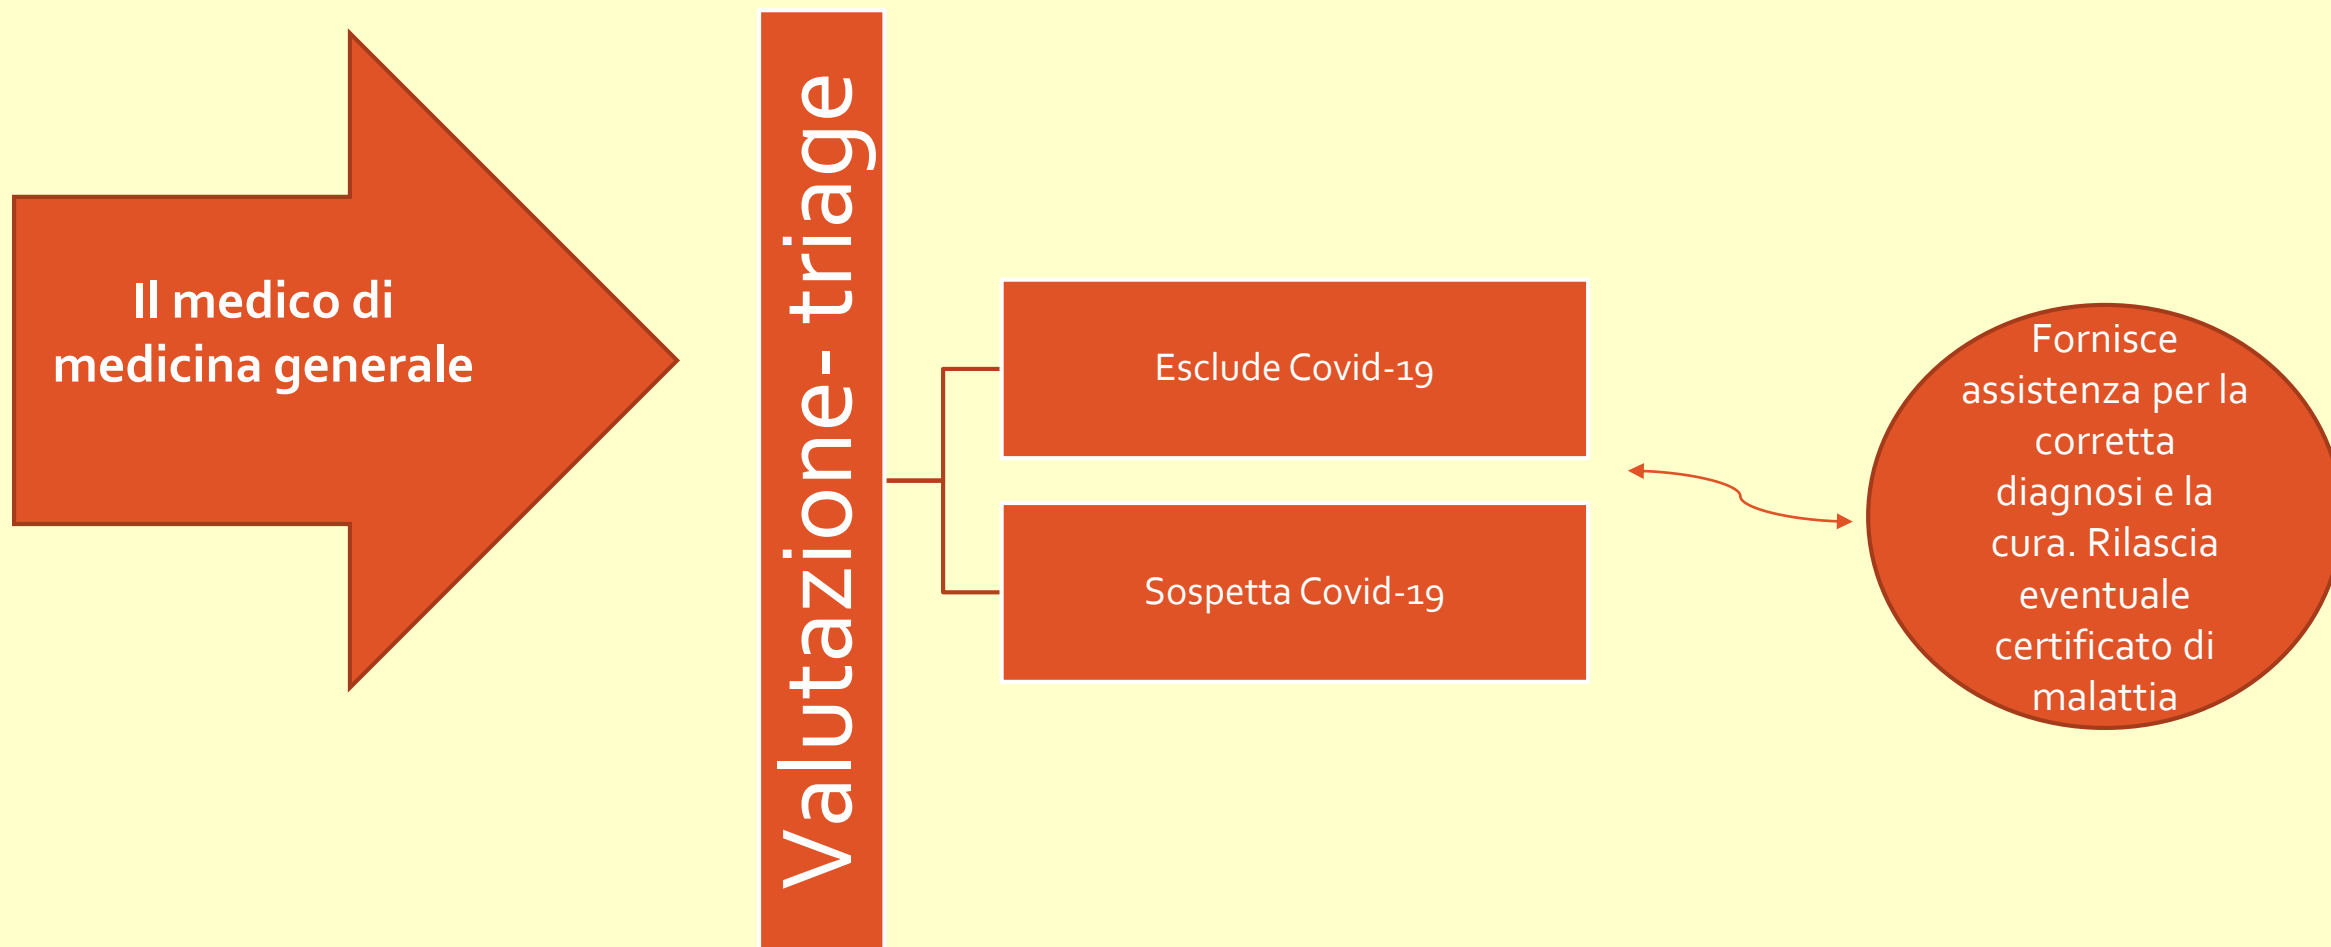 Il medico di
medicina generale
Valutazione- triage
Esclude Covid-19
Sospetta Covid-19
Fornisce
assistenza per la
corretta
diagnosi e la
cura. Rilascia
eventuale
certificato di
malattia